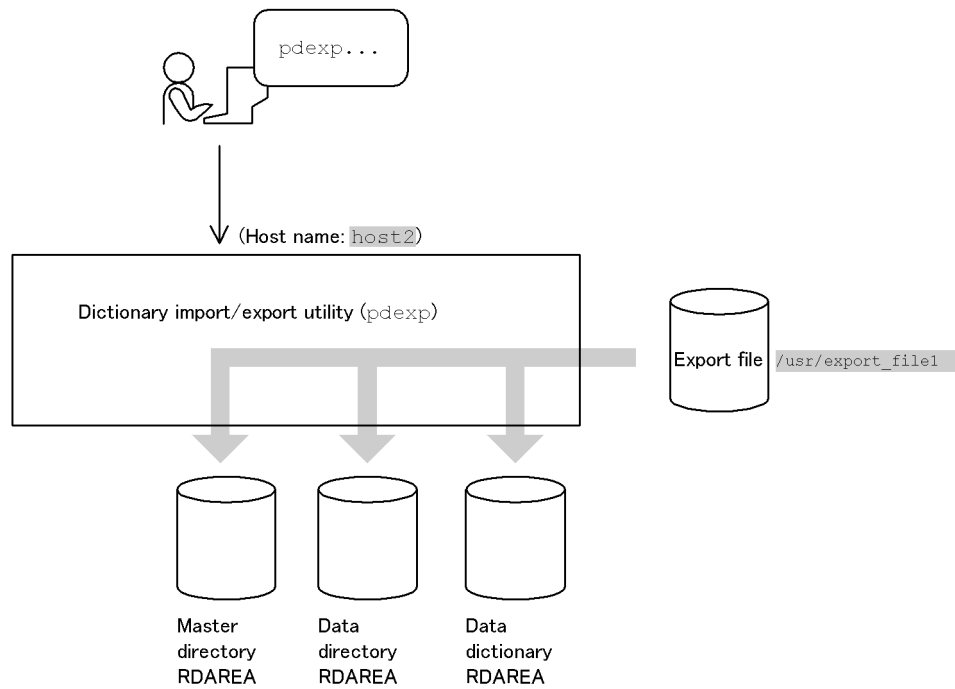 pdexp...
(Host name: host2)
Dictionary import/export utility (pdexp)
Export file
/usr/export_file1
Master
directory
RDAREA
Data
directory
RDAREA
Data
dictionary
RDAREA